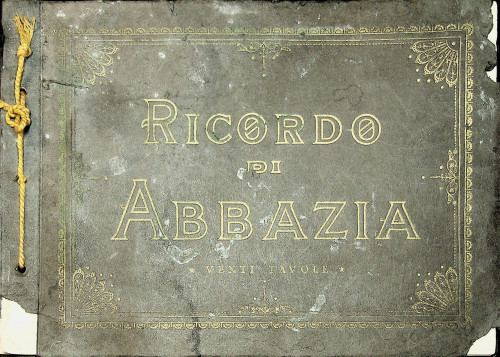 RICORDO
DI
ABBAZIA
* VENTI TAVOLE *